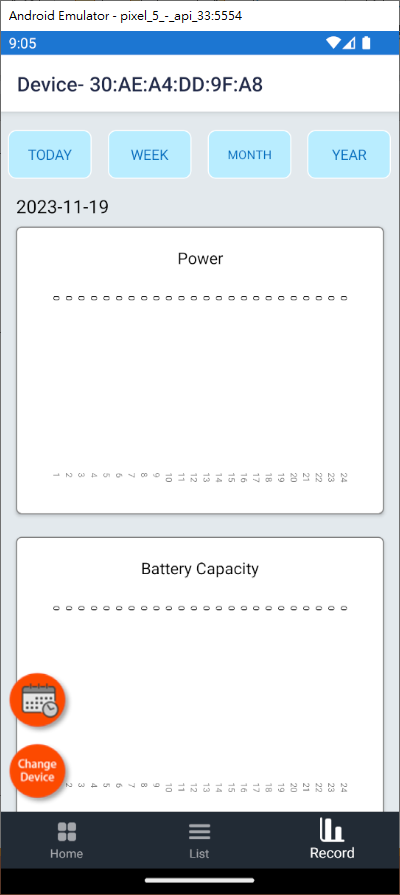 Android Emulator - pixel_5_-_api_33:5554
9:05
Device- 30:AE:A4:DD:9F:A8
TODAY WEEK MONTH YEAR
2023-11-19
Power
0 0 0 0 0 0 0 0 0 0 0 0 0 0 0 0 0 0 0 0 0 0 0 0
1 2 3 4 5 6 7 8 9 10 11 12 13 14 15 16 17 18 19 20 21 22 23 24
Battery Capacity
0 0 0 0 0 0 0 0 0 0 0 0 0 0 0 0 0 0 0 0 0 0 0 0
1 2 3 4 5 6 7 8 9 10 11 12 13 14 15 16 17 18 19 20 21 22 23 24
Change
Device
Home List Record